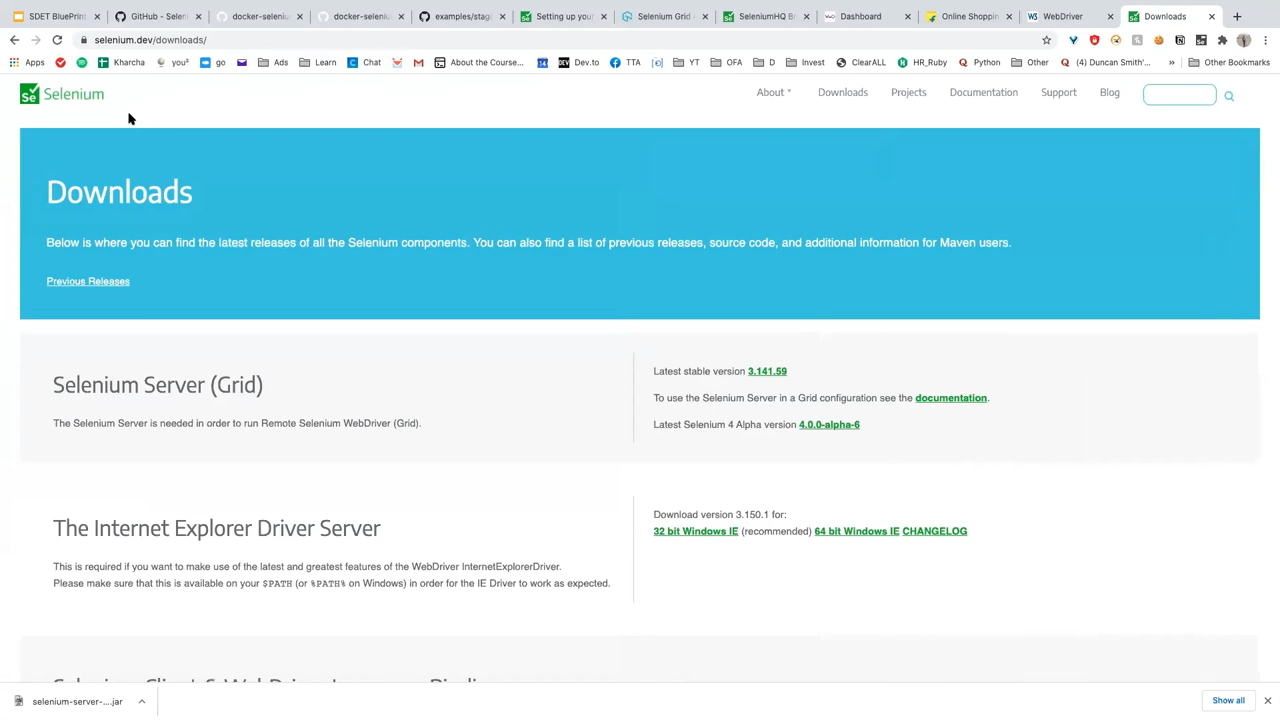 SDET BluePrint
GitHub - Seleni
docker-selenium
docker-seleniu
examples/stag
Setting up your
Selenium Grid
SeleniumHQ Br
Dashboard
Online Shoppin
WebDriver
Downloads
selenium.dev/downloads/
Apps
Kharcha
you²
go
Ads
Learn
Chat
About the Course...
Dev.to
TTA
YT
OFA
D
Invest
ClearALL
HR_Ruby
Python
Other
(4) Duncan Smith'...
»
Other Bookmarks
Se Selenium
About
Downloads
Projects
Documentation
Support
Blog
Downloads
Below is where you can find the latest releases of all the Selenium components. You can also find a list of previous releases, source code, and additional information for Maven users.
Previous Releases
Selenium Server (Grid)
The Selenium Server is needed in order to run Remote Selenium WebDriver (Grid).
Latest stable version 3.141.59
To use the Selenium Server in a Grid configuration see the documentation.
Latest Selenium 4 Alpha version 4.0.0-alpha-6
The Internet Explorer Driver Server
This is required if you want to make use of the latest and greatest features of the WebDriver InternetExplorerDriver.
Please make sure that this is available on your $PATH (or %PATH% on Windows) in order for the IE Driver to work as expected.
Download version 3.150.1 for:
32 bit Windows IE (recommended) 64 bit Windows IE CHANGELOG
selenium-server-....jar
Show all